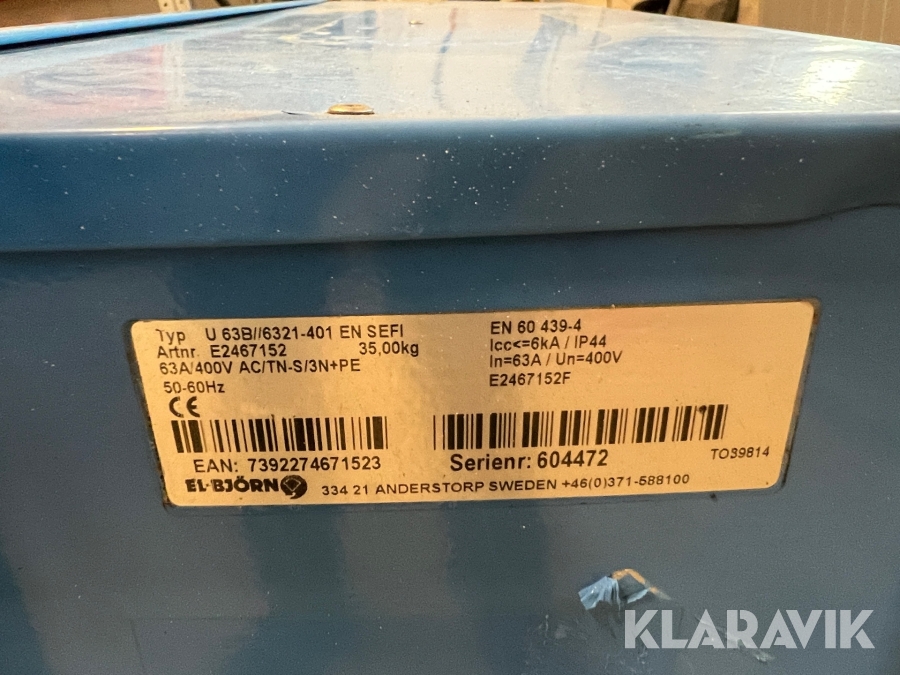 Typ U 63B//6321-401 EN SEFI
Artnr. E2467152 35,00kg
63A/400V AC/TN-S/3N+PE
50-60Hz
CE
EN 60 439-4
Icc<=6kA / IP44
In=63A / Un=400V
E2467152F
EAN: 7392274671523
Serienr: 604472
TO39814
EL-BJÖRN
334 21 ANDERSTORP SWEDEN +46(0)371-588100
KLARAVIK